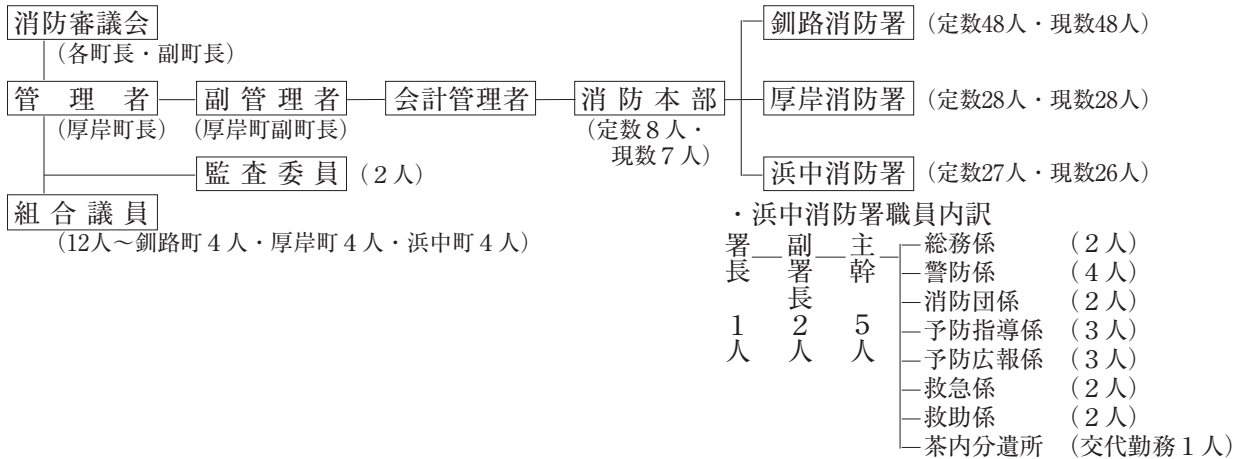 消防審議会
（各町長・副町長）
管理者
（厚岸町長）
副管理者
（厚岸町副町長）
会計管理者
消防本部
（定数８人・
現数７人）
監査委員（２人）
組合議員
（12人～釧路町４人・厚岸町４人・浜中町４人）
釧路消防署（定数48人・現数48人）
厚岸消防署（定数28人・現数28人）
浜中消防署（定数27人・現数26人）
・浜中消防署職員内訳
署長 １人
副署長 ２人
主幹 ５人
総務係（２人）
警防係（４人）
消防団係（２人）
予防指導係（３人）
予防広報係（３人）
救急係（２人）
救助係（２人）
茶内分遣所（交代勤務１人）